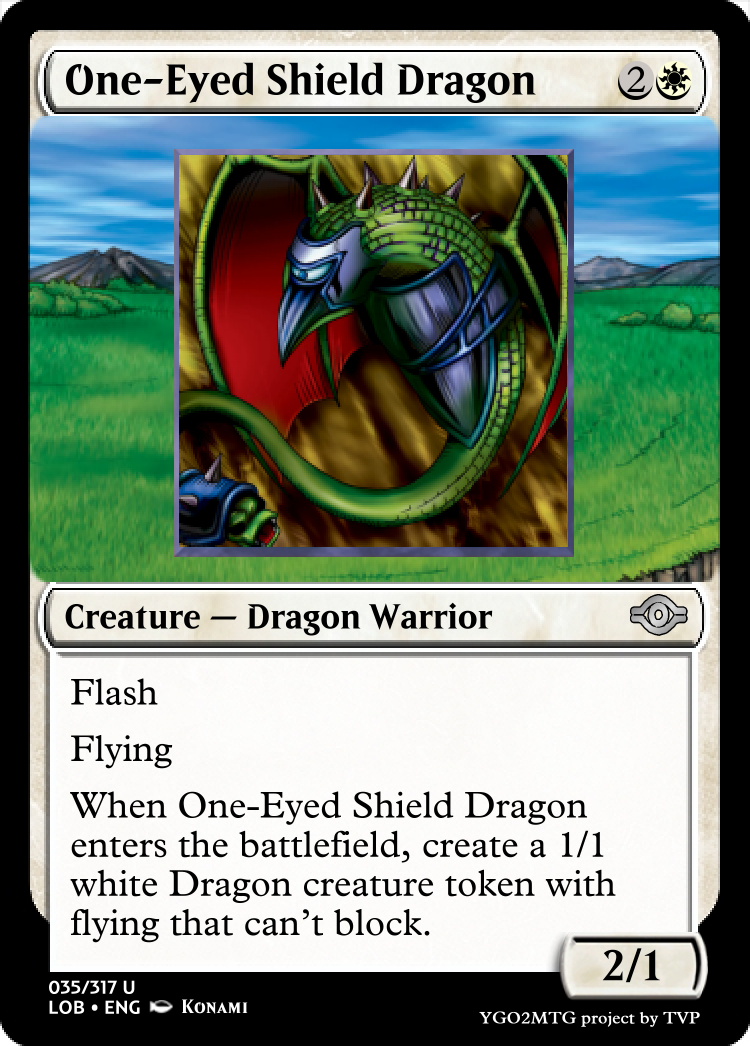 One-Eyed Shield Dragon 2
Creature — Dragon Warrior
Flash
Flying
When One-Eyed Shield Dragon
enters the battlefield, create a 1/1
white Dragon creature token with
flying that can't block.
2/1
035/317 U
LOB • ENG KONAMI
YGO2MTG project by TVP